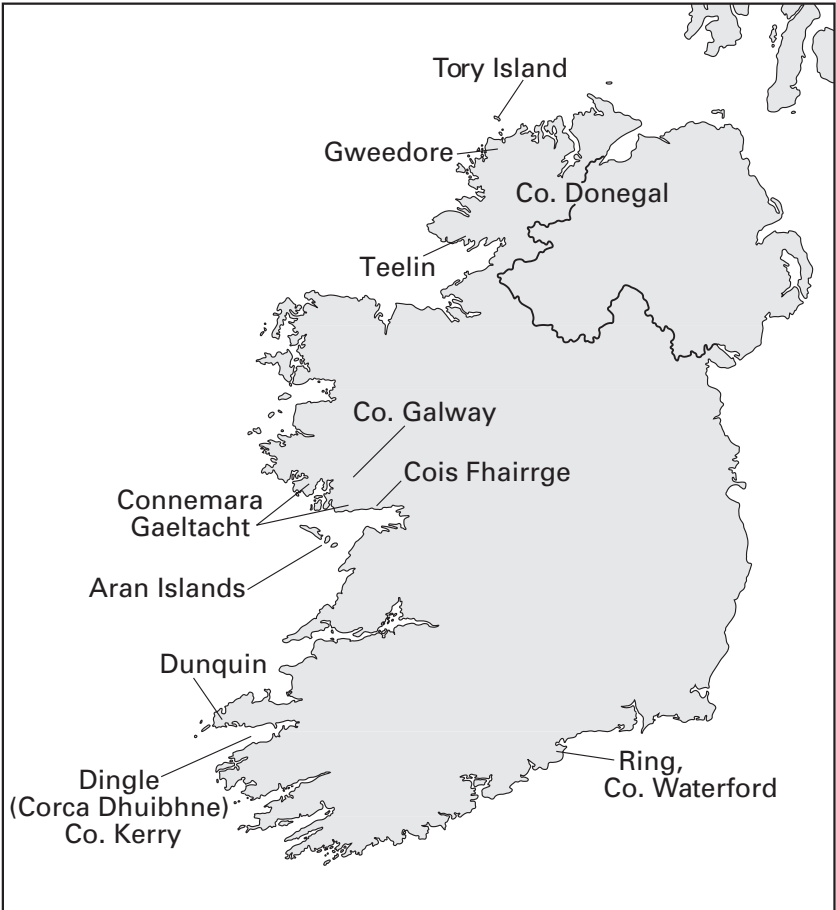 Tory Island
Gweedore
Co. Donegal
Teelin
Co. Galway
Cois Fhairrge
Connemara
Gaeltacht
Aran Islands
Dunquin
Ring,
Co. Waterford
Dingle
(Corca Dhuibhne)
Co. Kerry